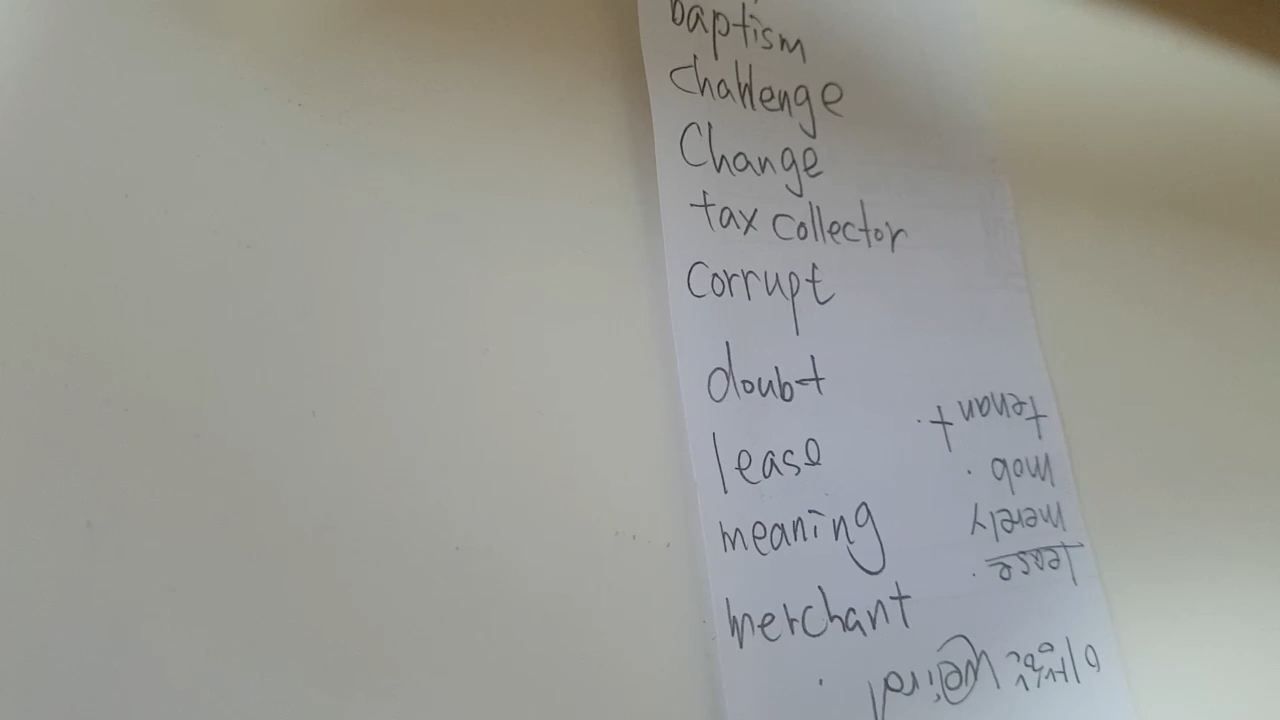 baptism
challenge
Change
tax collector
Corrupt
doubt
lease
meaning
merchant
lease.
merely
mob.
tenant.